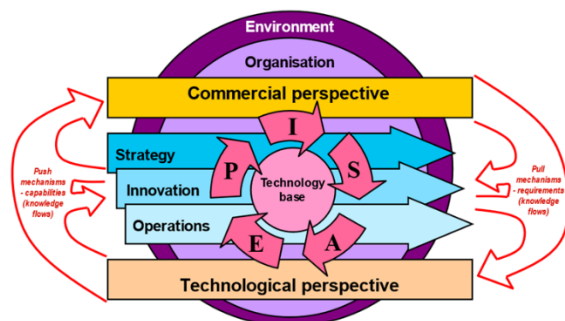 Environment
Organisation
Commercial perspective
I
Strategy
P
S
Push
mechanisms
- capabilities
(knowledge
flows)
Innovation
Technology
base
Pull
mechanisms
- requirements
(knowledge
flows)
Operations
E
A
Technological perspective